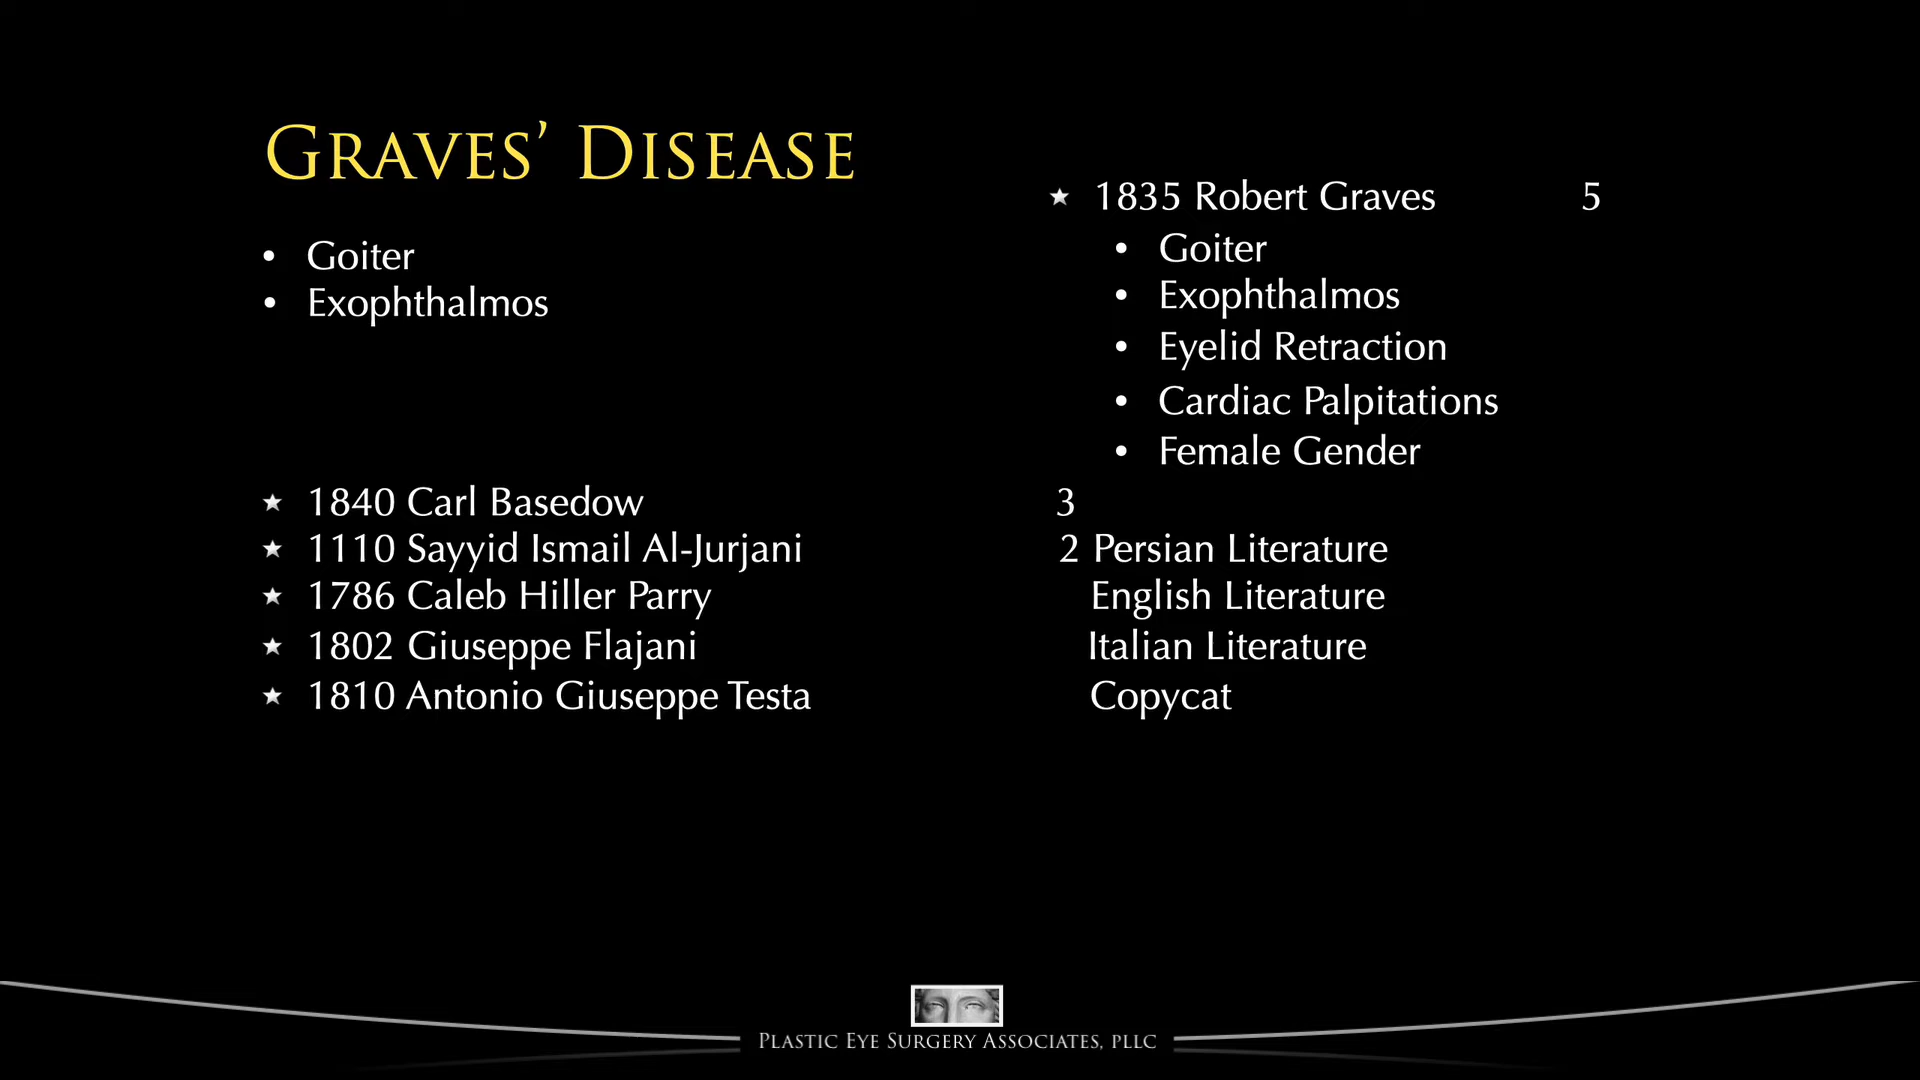 GRAVES’ DISEASE
• Goiter
• Exophthalmos
★ 1835 Robert Graves 5
• Goiter
• Exophthalmos
• Eyelid Retraction
• Cardiac Palpitations
• Female Gender
★ 1840 Carl Basedow 3
★ 1110 Sayyid Ismail Al-Jurjani 2 Persian Literature
★ 1786 Caleb Hiller Parry English Literature
★ 1802 Giuseppe Flajani Italian Literature
★ 1810 Antonio Giuseppe Testa Copycat
PLASTIC EYE SURGERY ASSOCIATES, PLLC